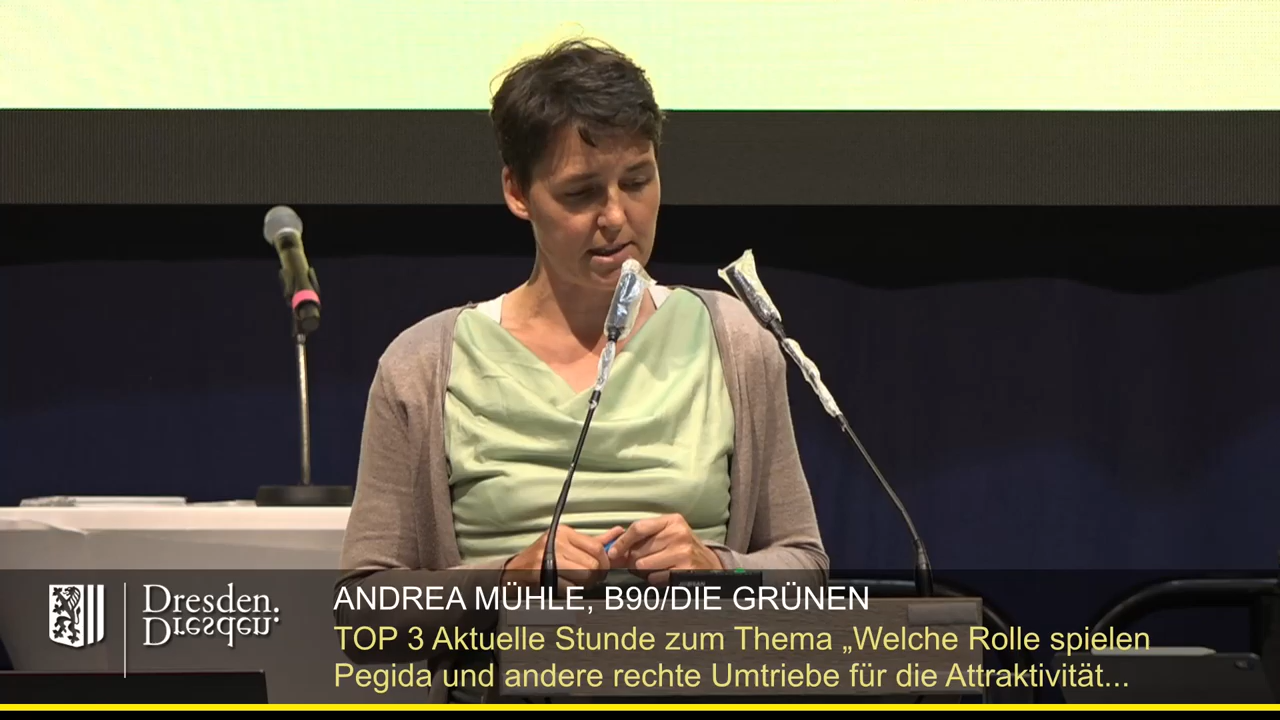 Dresden.
Dresden.
ANDREA MÜHLE, B90/DIE GRÜNEN
TOP 3 Aktuelle Stunde zum Thema „Welche Rolle spielen
Pegida und andere rechte Umtriebe für die Attraktivität...